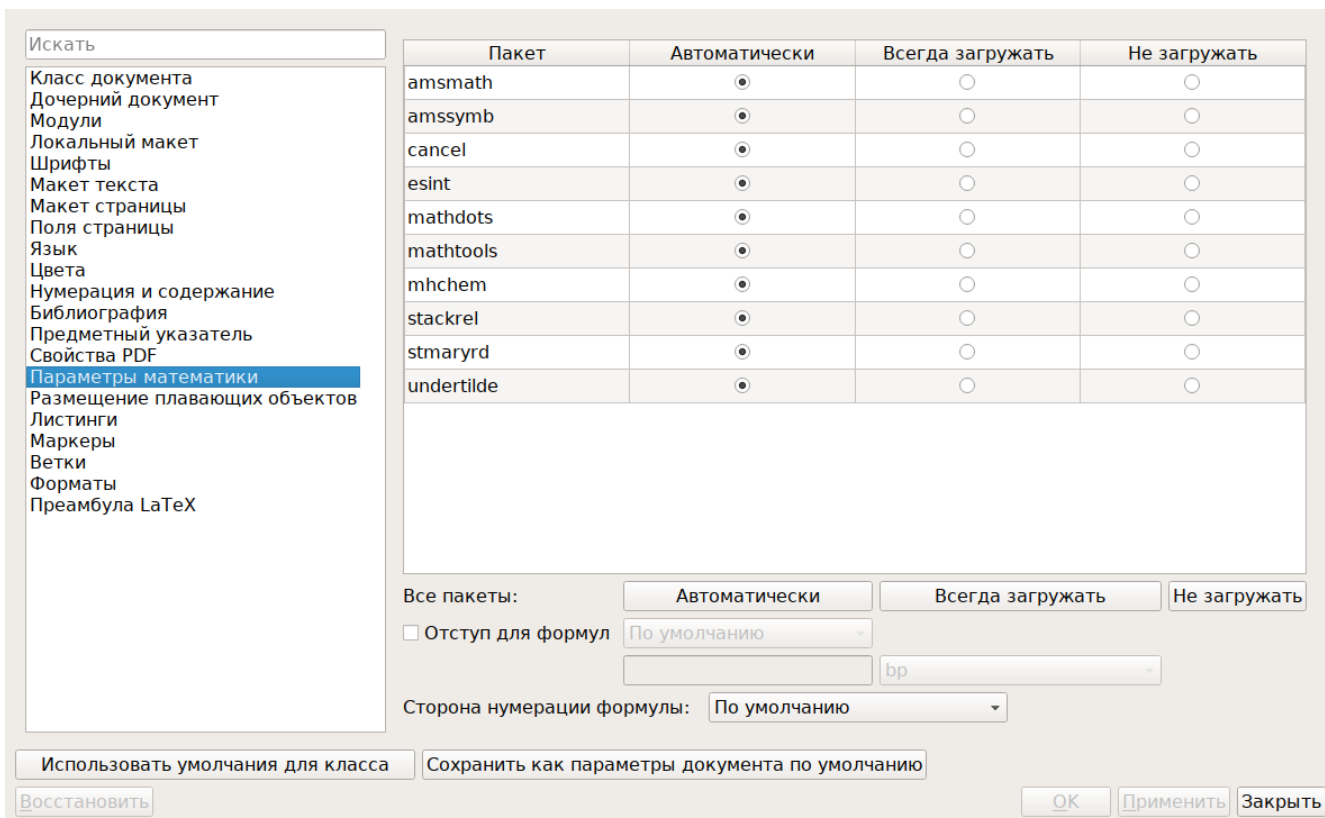 Искать
Класс документа
Дочерний документ
Модули
Локальный макет
Шрифты
Макет текста
Макет страницы
Поля страницы
Язык
Цвета
Нумерация и содержание
Библиография
Предметный указатель
Свойства PDF
Параметры математики
Размещение плавающих объектов
Листинги
Маркеры
Ветки
Форматы
Преамбула LaTeX
Пакет Автоматически Всегда загружать Не загружать
amsmath
amssymb
cancel
esint
mathdots
mathtools
mhchem
stackrel
stmaryrd
undertilde
Все пакеты: Автоматически Всегда загружать Не загружать
Отступ для формул По умолчанию
bp
Сторона нумерации формулы: По умолчанию
Использовать умолчания для класса Сохранить как параметры документа по умолчанию
Восстановить OK Применить Закрыть